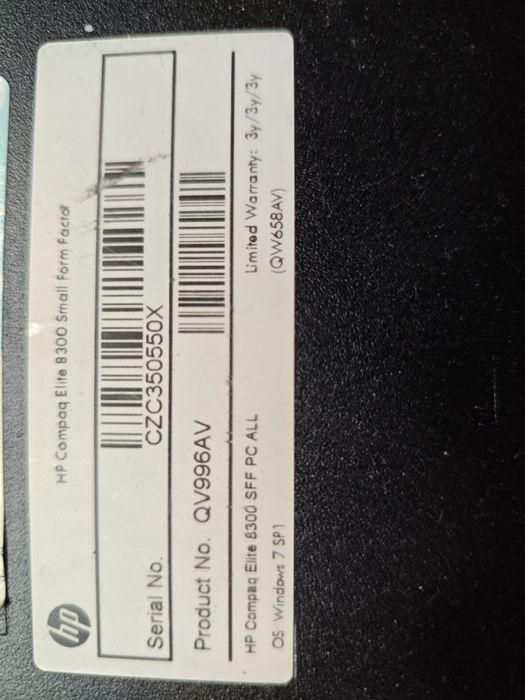 hp
HP Compaq Elite 8300 Small Form Factor
Serial No.
CZC350550X
Product No. QV996AV
HP Compaq Elite 8300 SFF PC ALL
OS Windows 7 SP1
Limited Warranty: 3y/3y/3y
(QW658AV)